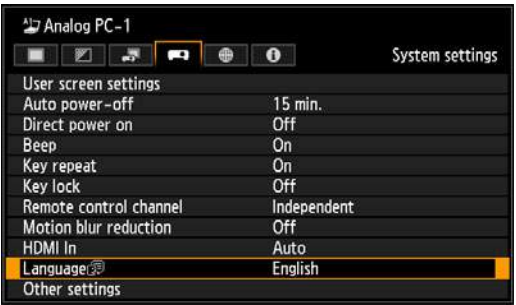 Analog PC-1
System settings
User screen settings
Auto power-off 15 min.
Direct power on Off
Beep On
Key repeat On
Key lock Off
Remote control channel Independent
Motion blur reduction Off
HDMI In Auto
Language English
Other settings